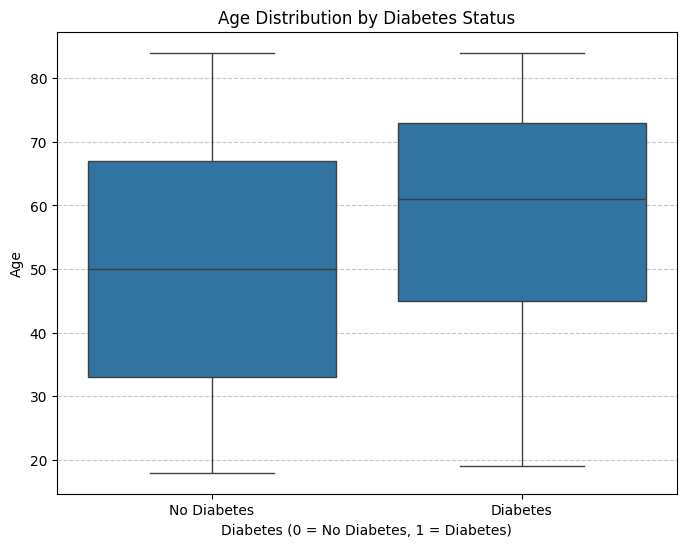 Age Distribution by Diabetes Status
80
70
60
50
40
30
20
Age
No Diabetes
Diabetes
Diabetes (0 = No Diabetes, 1 = Diabetes)